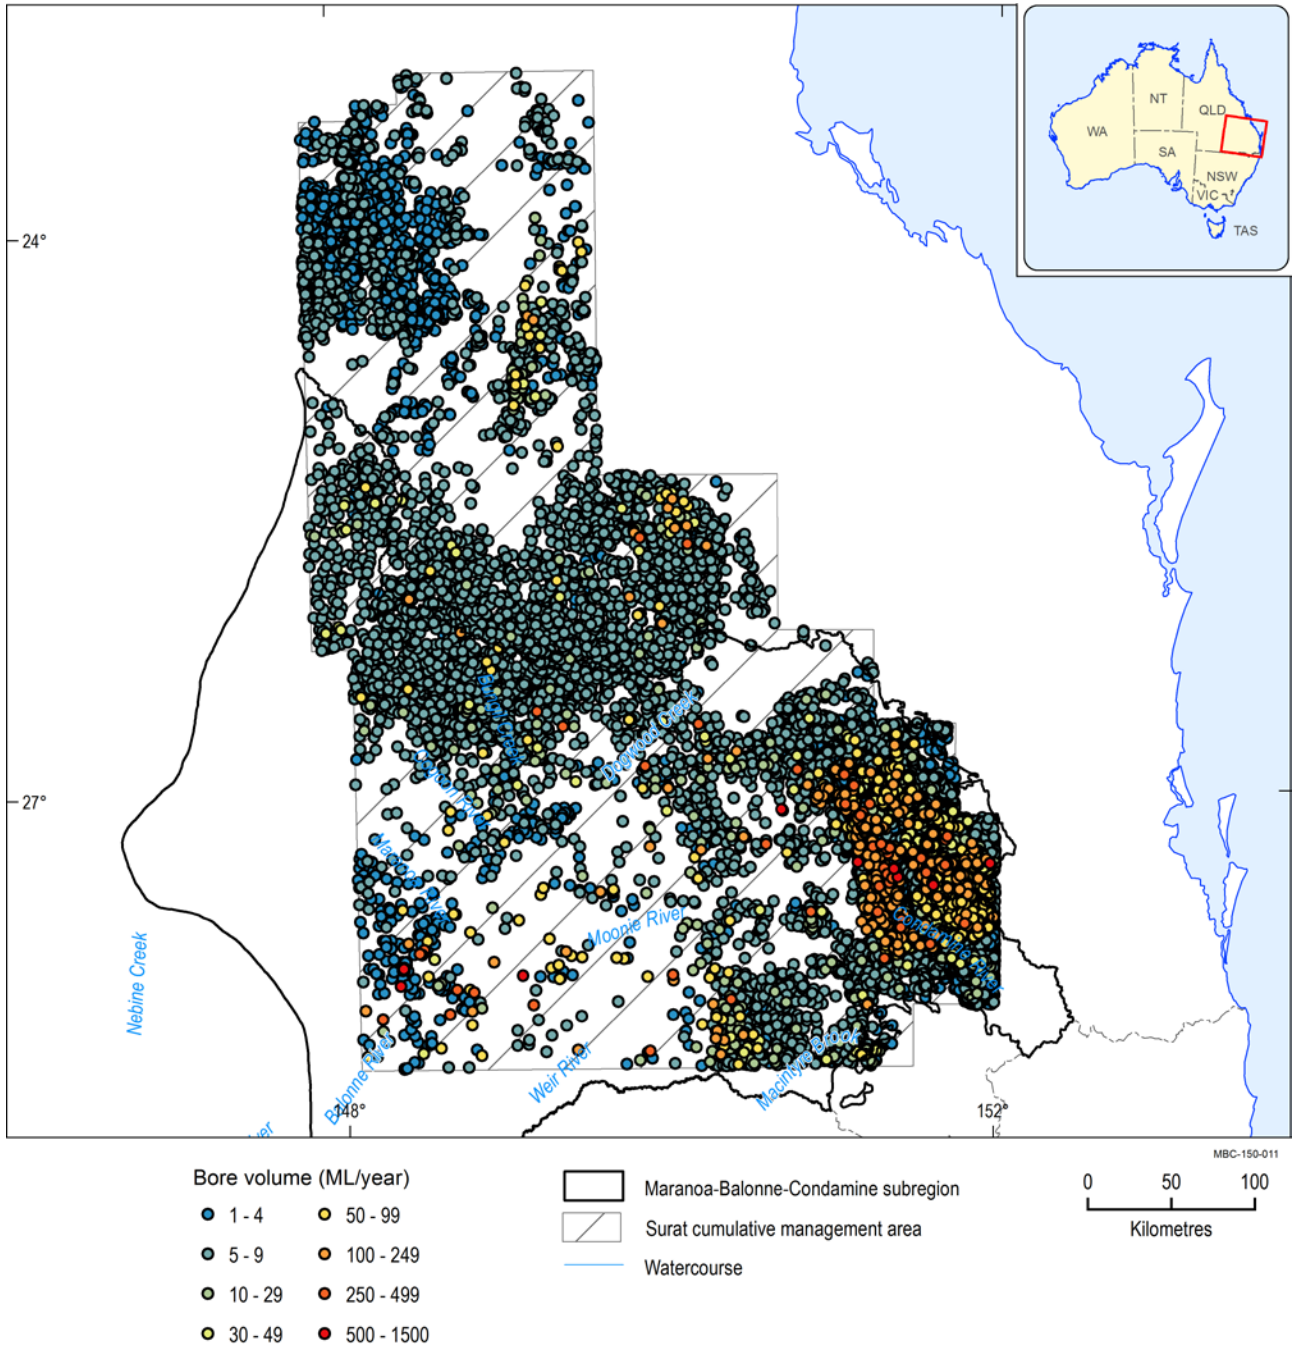 NT
QLD
WA
SA
NSW
VIC
TAS
24°
27°
Dogwood Creek
Maranoa River
Moonie River
Condamine River
Nebine Creek
Balonne River
Weir River
Macintyre Brook
iver
148°
152°
MBC-150-011
Bore volume (ML/year)
1 - 4
5 - 9
10 - 29
30 - 49
50 - 99
100 - 249
250 - 499
500 - 1500
Maranoa-Balonne-Condamine subregion
Surat cumulative management area
Watercourse
0 50 100
Kilometres